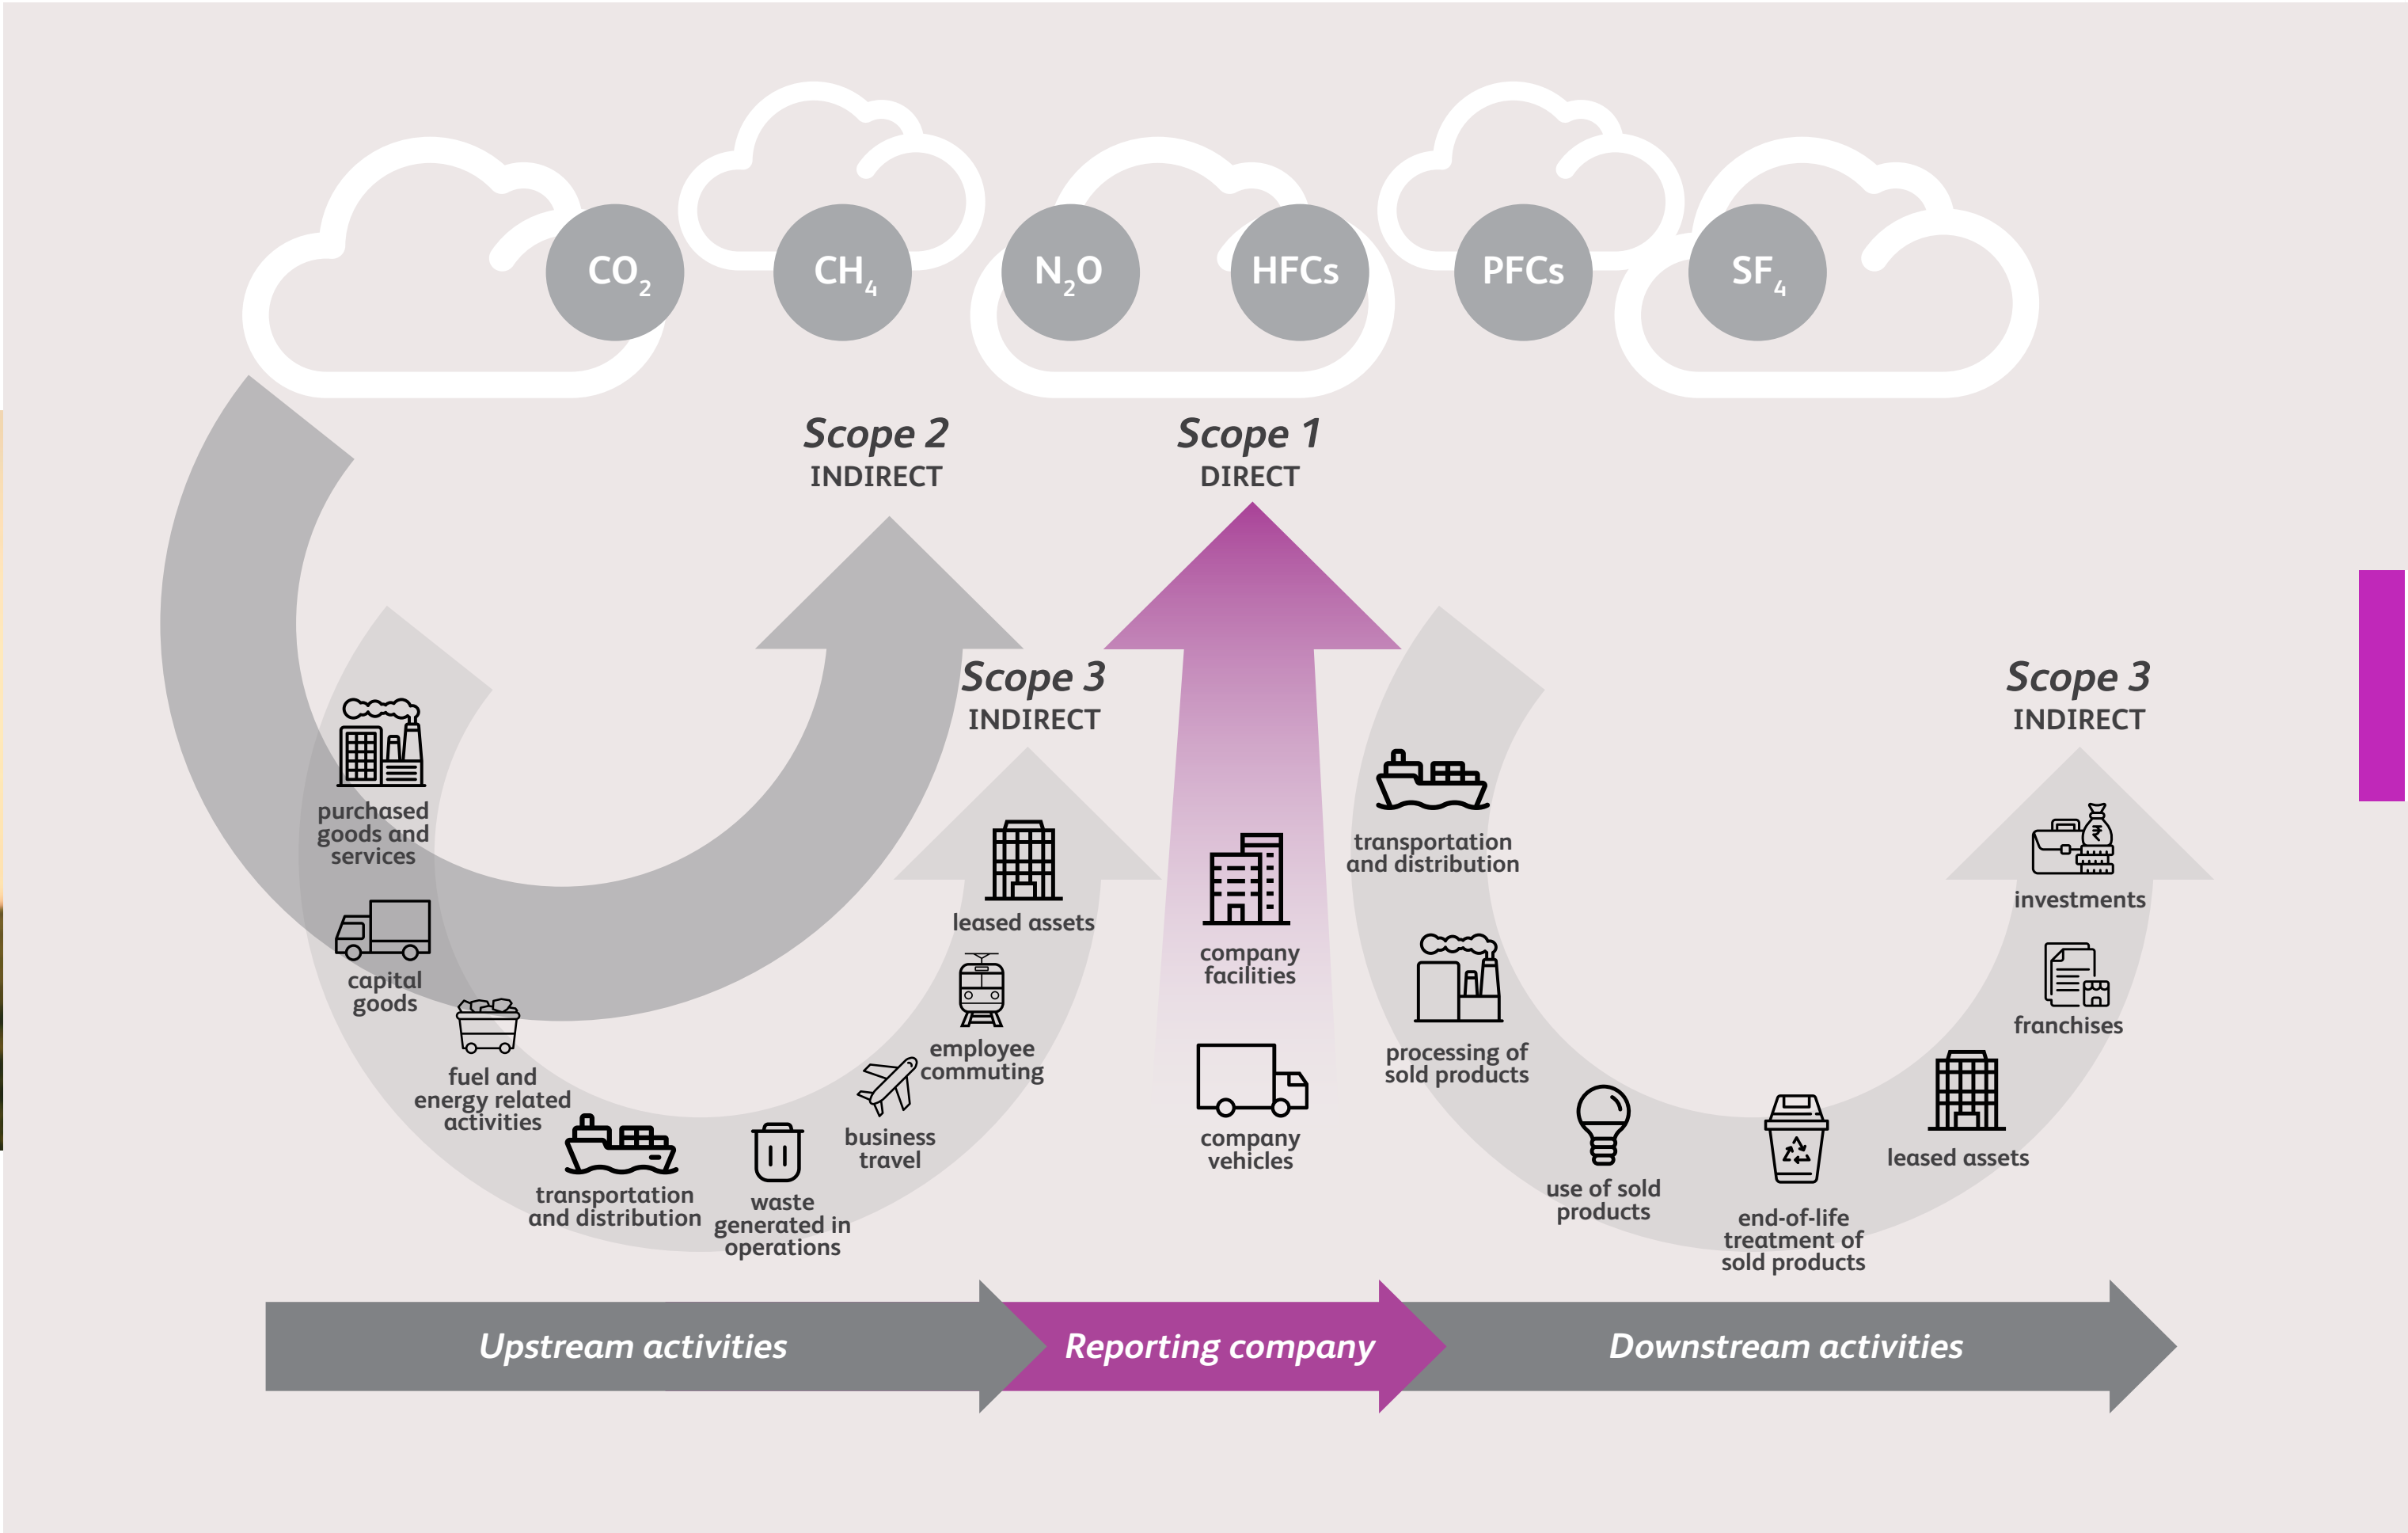 CO₂
CH₄
N₂O
HFCs
PFCs
SF₄
Scope 2
INDIRECT
Scope 1
DIRECT
Scope 3
INDIRECT
Scope 3
INDIRECT
purchased
goods and
services
capital
goods
fuel and
energy related
activities
transportation
and distribution
waste
generated in
operations
business
travel
employee
commuting
leased assets
company
facilities
company
vehicles
transportation
and distribution
processing of
sold products
use of sold
products
end-of-life
treatment of
sold products
leased assets
franchises
₹
investments
Upstream activities
Reporting company
Downstream activities